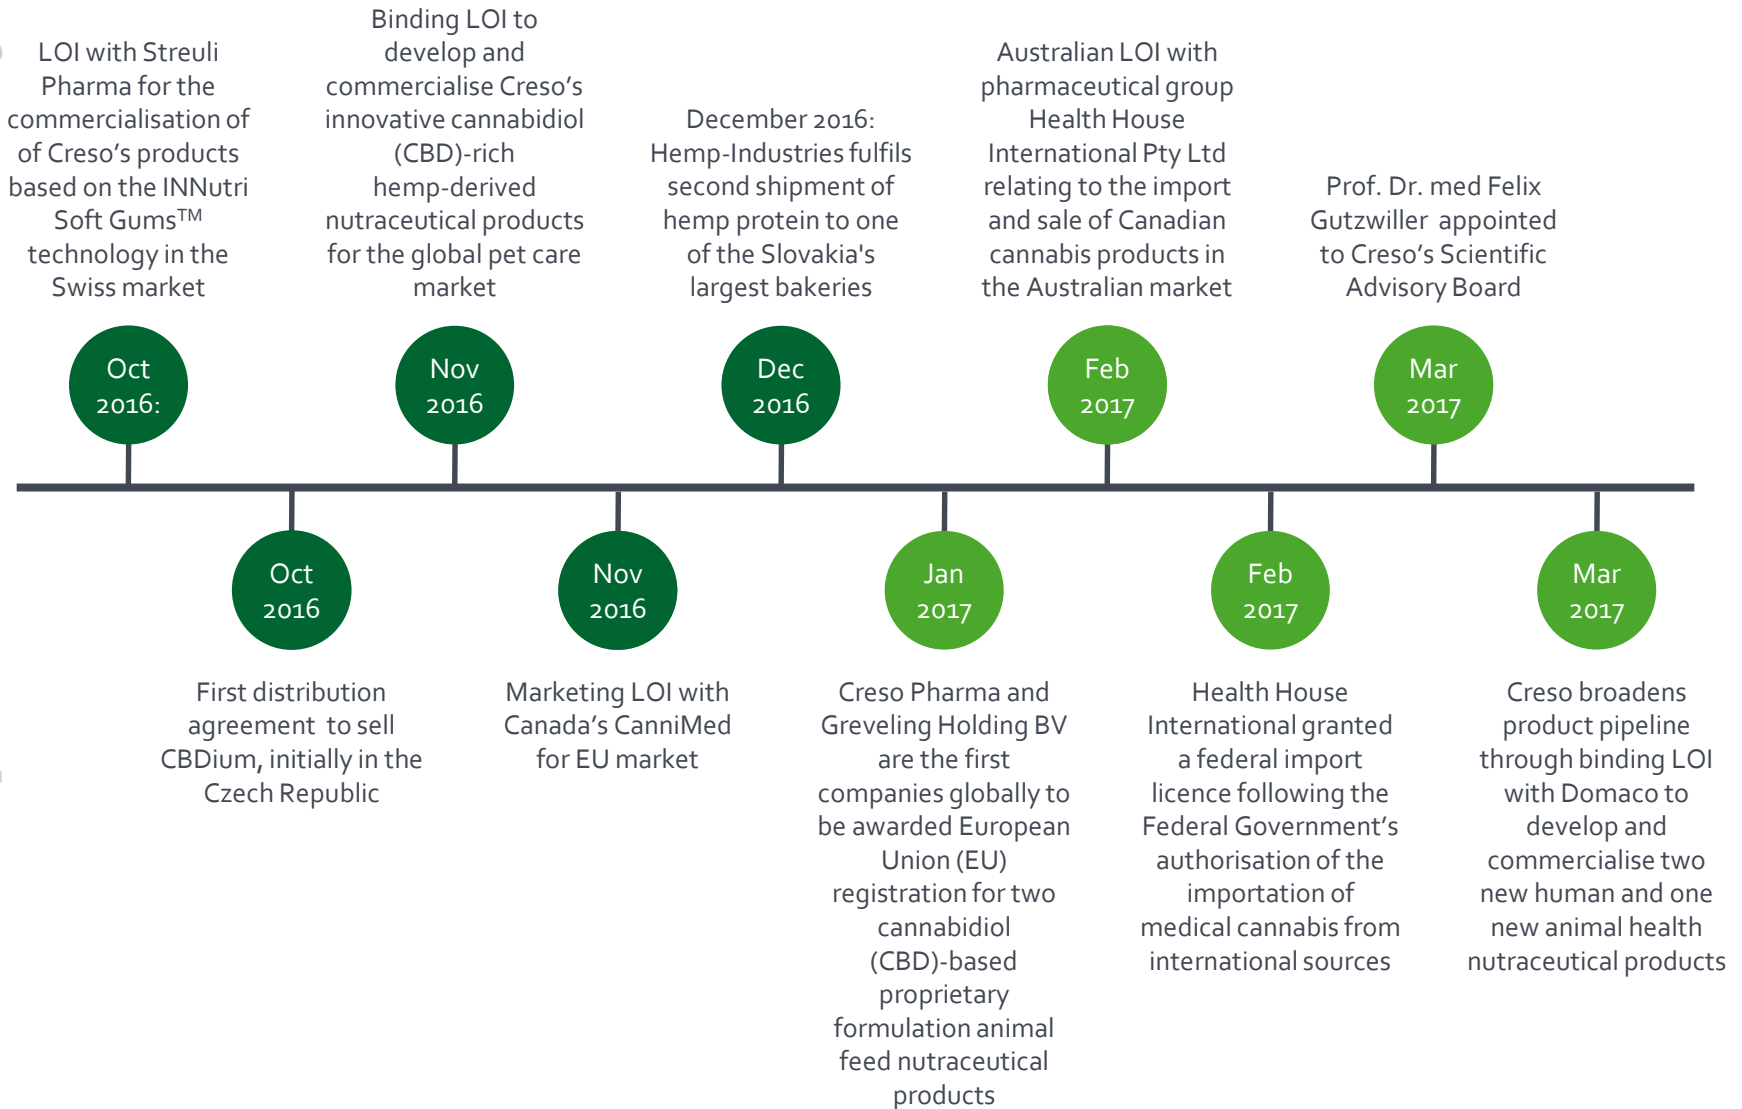 LOI with Streuli
Pharma for the
commercialisation of
of Creso’s products
based on the INNutri
Soft Gums™
technology in the
Swiss market
Oct
2016:
Binding LOI to
develop and
commercialise Creso’s
innovative cannabidiol
(CBD)-rich
hemp-derived
nutraceutical products
for the global pet care
market
Nov
2016
December 2016:
Hemp-Industries fulfils
second shipment of
hemp protein to one
of the Slovakia's
largest bakeries
Dec
2016
Australian LOI with
pharmaceutical group
Health House
International Pty Ltd
relating to the import
and sale of Canadian
cannabis products in
the Australian market
Feb
2017
Prof. Dr. med Felix
Gutzwiller appointed
to Creso’s Scientific
Advisory Board
Mar
2017
Oct
2016
First distribution
agreement to sell
CBDium, initially in the
Czech Republic
Nov
2016
Marketing LOI with
Canada’s CanniMed
for EU market
Jan
2017
Creso Pharma and
Greveling Holding BV
are the first
companies globally to
be awarded European
Union (EU)
registration for two
cannabidiol
(CBD)-based
proprietary
formulation animal
feed nutraceutical
products
Feb
2017
Health House
International granted
a federal import
licence following the
Federal Government’s
authorisation of the
importation of
medical cannabis from
international sources
Mar
2017
Creso broadens
product pipeline
through binding LOI
with Domaco to
develop and
commercialise two
new human and one
new animal health
nutraceutical products